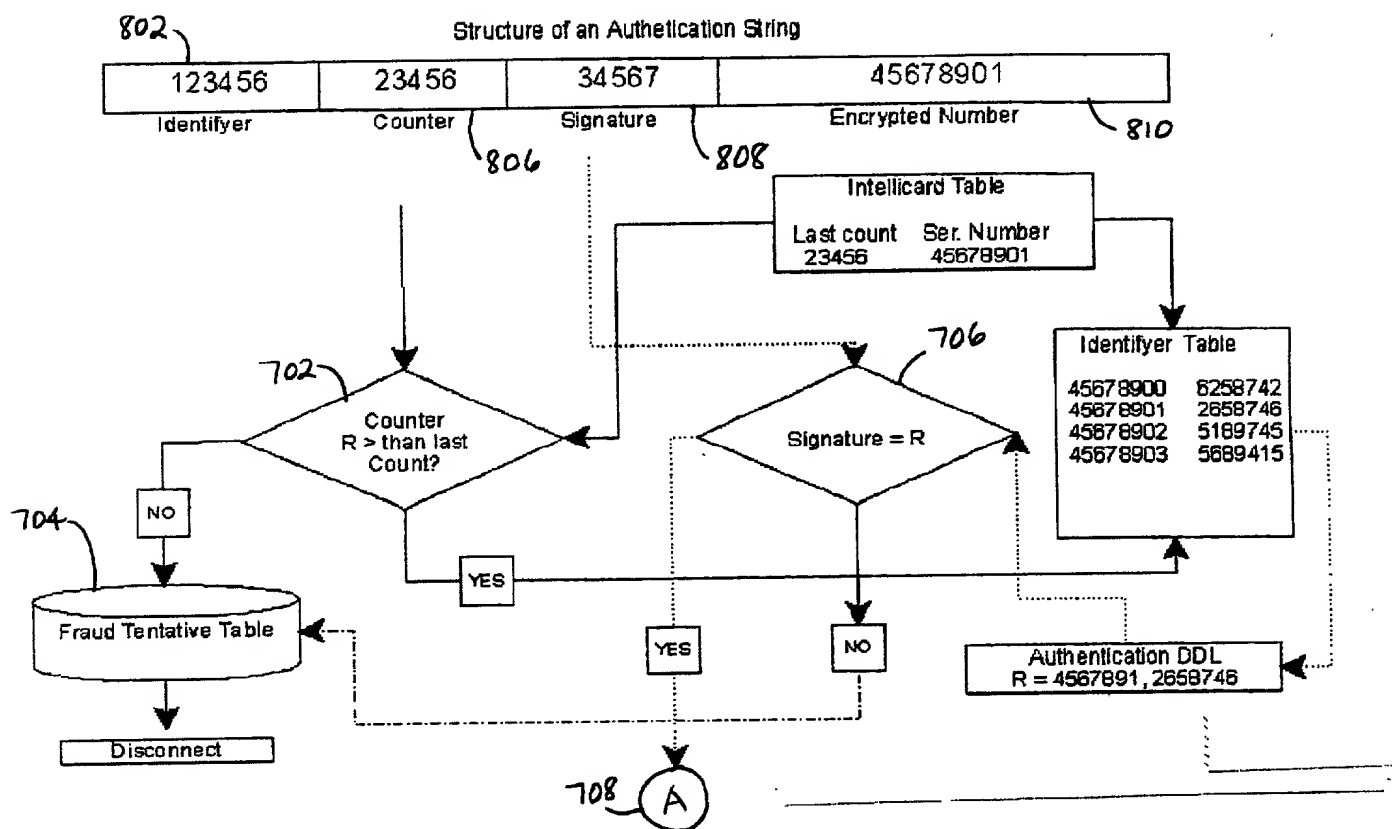 802
Structure of an Authetication String
123456 23456 34567 45678901
Identifyer Counter Signature Encrypted Number
806
808
810
Intellicard Table
Last count Ser. Number
23456 45678901
702
Counter
R > than last
Count?
706
Signature = R
Identifyer Table
45678900 6258742
45678901 2658746
45678902 5189745
45678903 5689415
NO
704
YES
Fraud Tentative Table
YES
NO
Authentication DDL
R = 4567891, 2658746
Disconnect
708
A